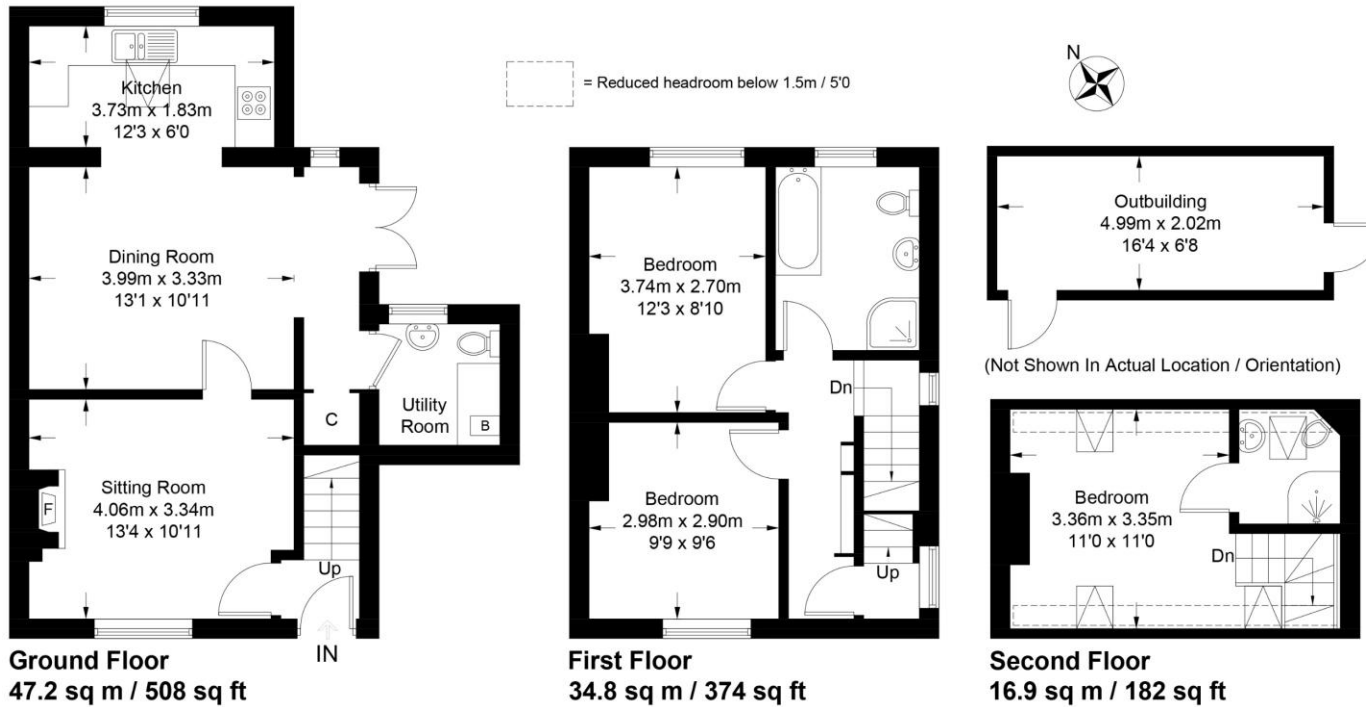 Kitchen
3.73m x 1.83m
12'3 x 6'0
Dining Room
3.99m x 3.33m
13'1 x 10'11
C
Utility
Room
B
Sitting Room
4.06m x 3.34m
13'4 x 10'11
F
Up
IN
Ground Floor
47.2 sq m / 508 sq ft
= Reduced headroom below 1.5m / 5'0
N
Bedroom
3.74m x 2.70m
12'3 x 8'10
Dn
Bedroom
2.98m x 2.90m
9'9 x 9'6
Up
First Floor
34.8 sq m / 374 sq ft
Outbuilding
4.99m x 2.02m
16'4 x 6'8
(Not Shown In Actual Location / Orientation)
Bedroom
3.36m x 3.35m
11'0 x 11'0
Dn
Second Floor
16.9 sq m / 182 sq ft